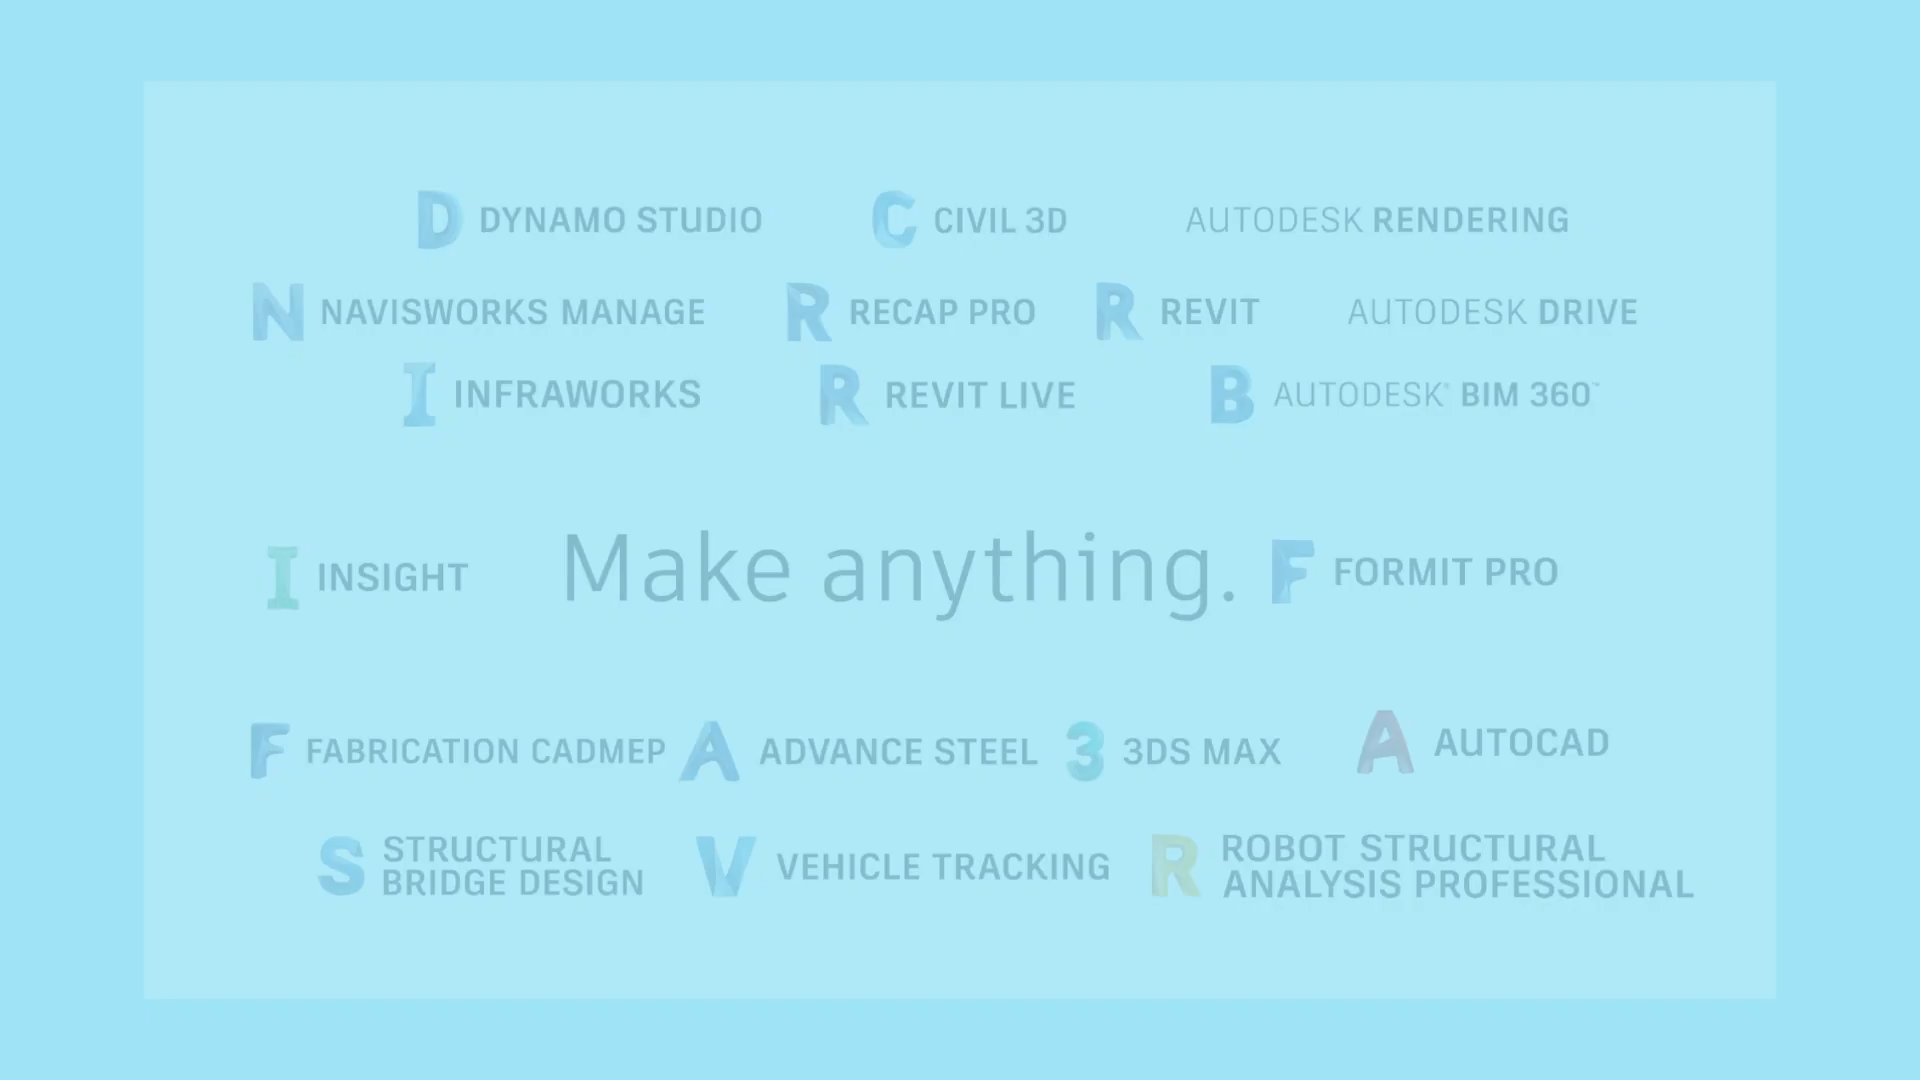 D DYNAMO STUDIO C CIVIL 3D AUTODESK RENDERING
N NAVISWORKS MANAGE R RECAP PRO R REVIT AUTODESK DRIVE
I INFRAWORKS R REVIT LIVE B AUTODESK® BIM 360™
I INSIGHT Make anything. F FORMIT PRO
F FABRICATION CADMEP A ADVANCE STEEL 3 3DS MAX A AUTOCAD
S STRUCTURAL
BRIDGE DESIGN
V VEHICLE TRACKING
R ROBOT STRUCTURAL
ANALYSIS PROFESSIONAL